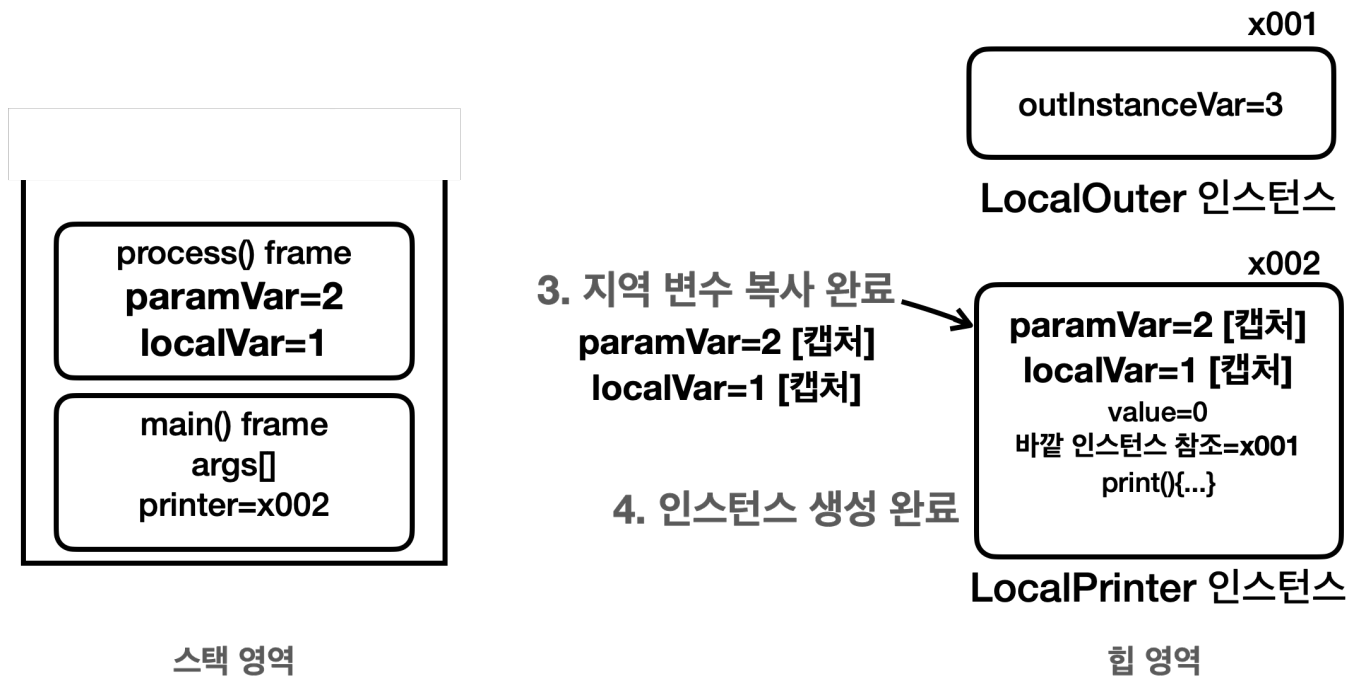 process() frame
paramVar=2
localVar=1
main() frame
args[]
printer=x002
스택 영역
3. 지역 변수 복사 완료
paramVar=2 [캡처]
localVar=1 [캡처]
4. 인스턴스 생성 완료
x001
outInstanceVar=3
LocalOuter 인스턴스
x002
paramVar=2 [캡처]
localVar=1 [캡처]
value=0
바깥 인스턴스 참조=x001
print(){...}
LocalPrinter 인스턴스
힙 영역